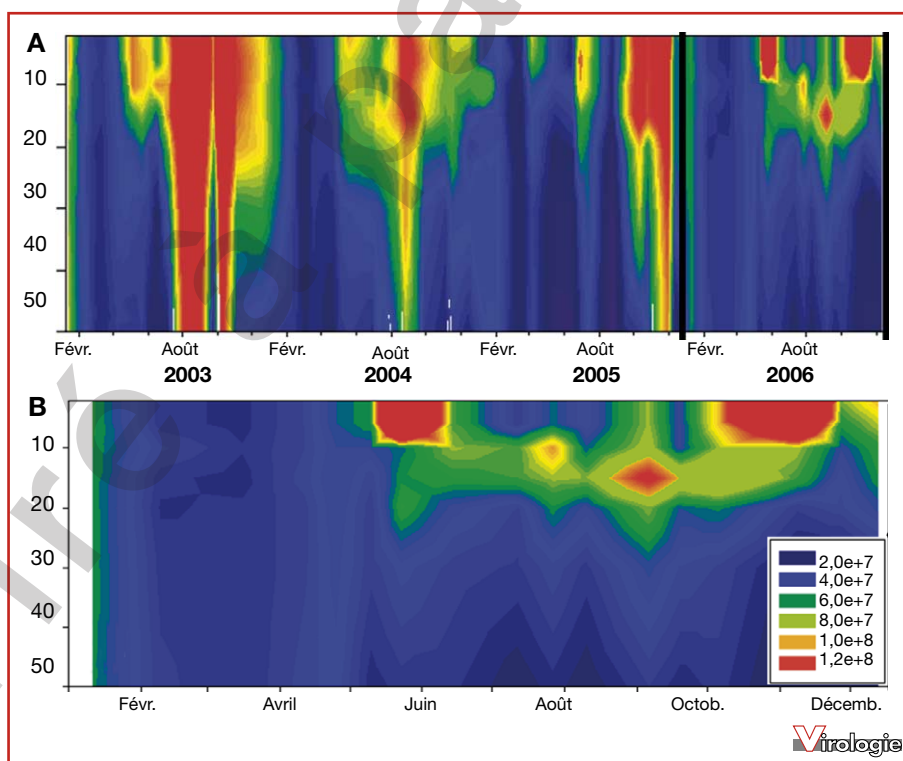 A
10
20
30
40
50
Févr.
Août
Févr.
Août
Févr.
Août
Févr.
Août
2003
2004
2005
2006
B
10
20
30
40
50
2,0e+7
4,0e+7
6,0e+7
8,0e+7
1,0e+8
1,2e+8
Févr.
Avril
Juin
Août
Octob.
Décemb.
Virologie